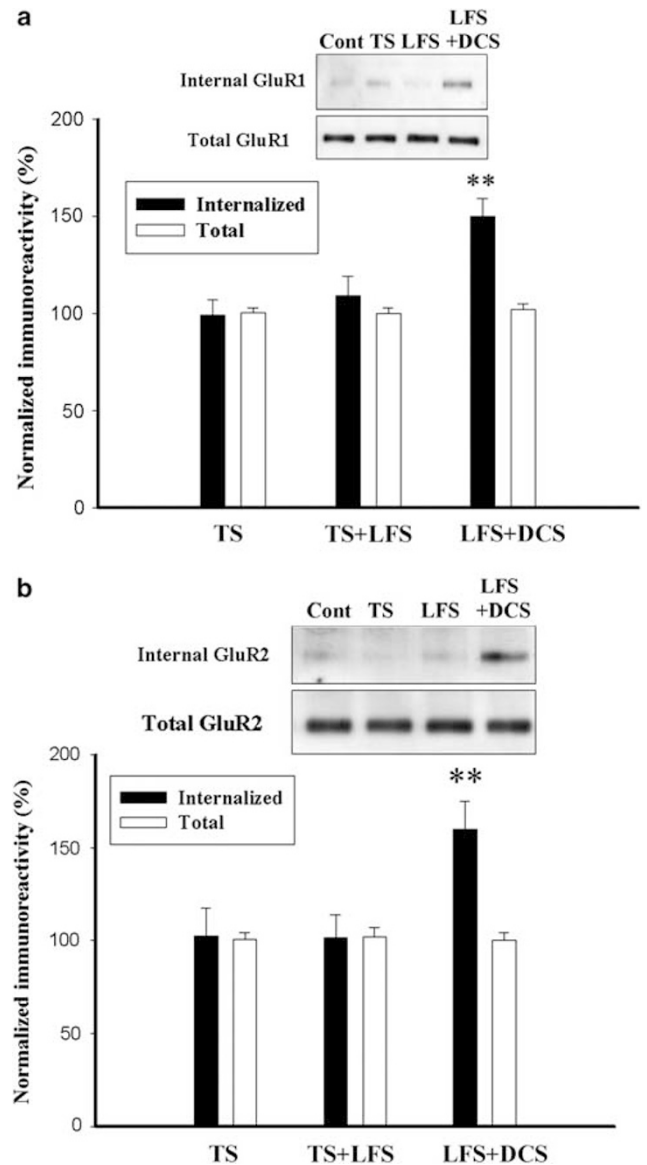 a
LFS
Cont TS LFS +DCS
Internal GluR1
Total GluR1
200
**
Internalized
Total
150
100
50
0
Normalized immunoreactivity (%)
TS TS+LFS LFS+DCS
b
LFS
Cont TS LFS +DCS
Internal GluR2
Total GluR2
200
**
Internalized
Total
150
100
50
0
Normalized immunoreactivity (%)
TS TS+LFS LFS+DCS